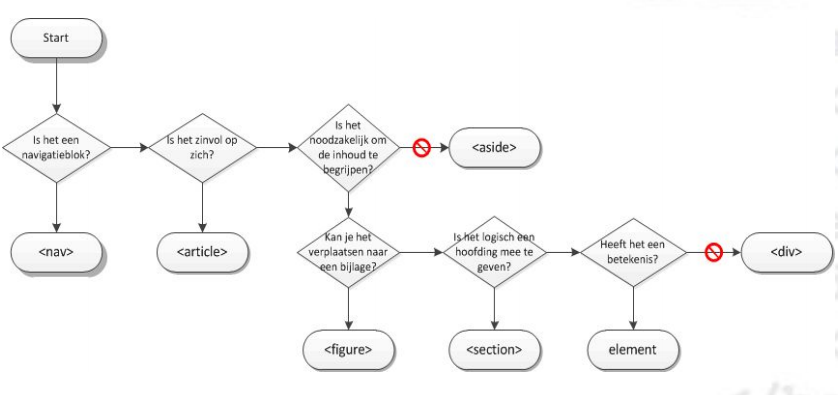 Start
Is het een
navigatieblok?
Is het zinvol op
zich?
Is het
noodzakelijk om
de inhoud te
begrijpen?
<aside>
<nav>
<article>
Kan je het
verplaatsen naar
een bijlage?
Is het logisch een
hoofding mee te
geven?
Heeft het een
betekenis?
<div>
<figure>
<section>
element